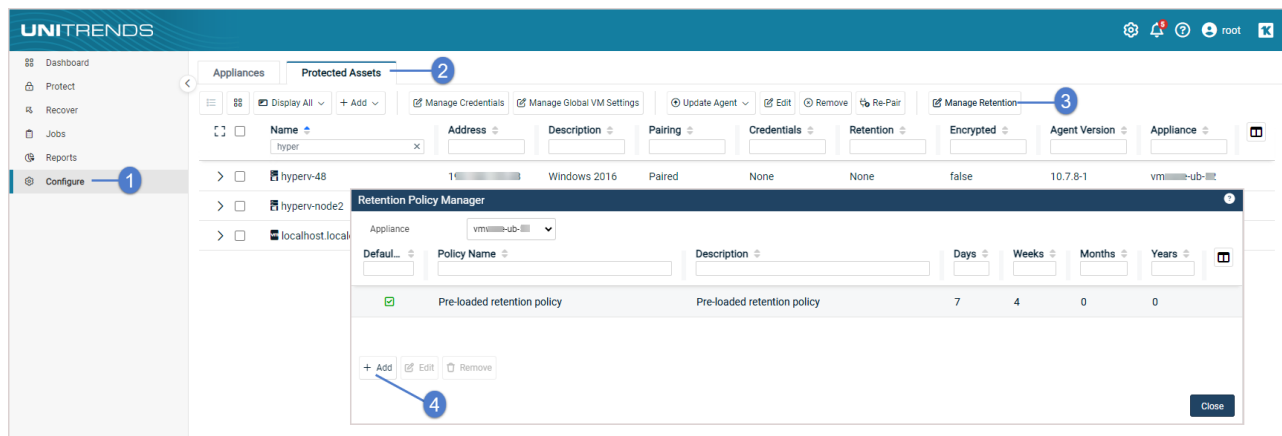 UNITRENDS
5
root
Dashboard
Protect
Recover
Jobs
Reports
Configure
1
Appliances
Protected Assets
2
Display All
+ Add
Manage Credentials
Manage Global VM Settings
Update Agent
Edit
Remove
Re-Pair
Manage Retention
3
Name Address Description Pairing Credentials Retention Encrypted Agent Version Appliance
hyper
hyperv-48 Windows 2016 Paired None None false 10.7.8-1
hyperv-node2
Retention Policy Manager
Appliance
Defaul... Policy Name Description Days Weeks Months Years
Pre-loaded retention policy Pre-loaded retention policy 7 4 0 0
+ Add Edit Remove
4
Close